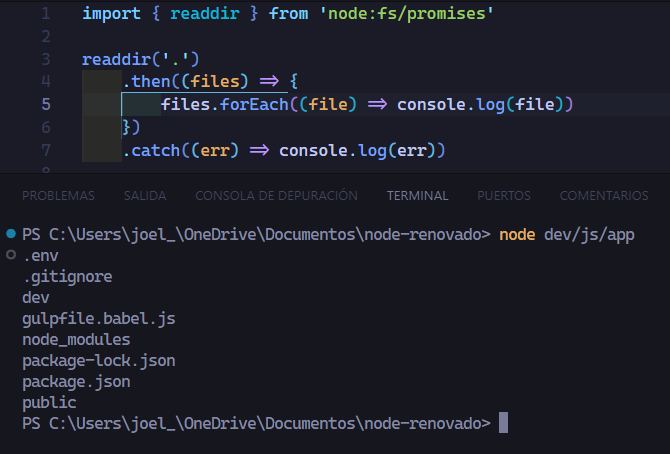 1 import { readdir } from 'node:fs/promises'
2
3 readdir('.')
4 .then((files) => {
5 files.forEach((file) => console.log(file))
6 })
7 .catch((err) => console.log(err))
8
PROBLEMAS SALIDA CONSOLA DE DEPURACIÓN TERMINAL PUERTOS COMENTARIOS
PS C:\Users\joel_\OneDrive\Documentos\node-renovado> node dev/js/app
.env
.gitignore
dev
gulpfile.babel.js
node_modules
package-lock.json
package.json
public
PS C:\Users\joel_\OneDrive\Documentos\node-renovado>